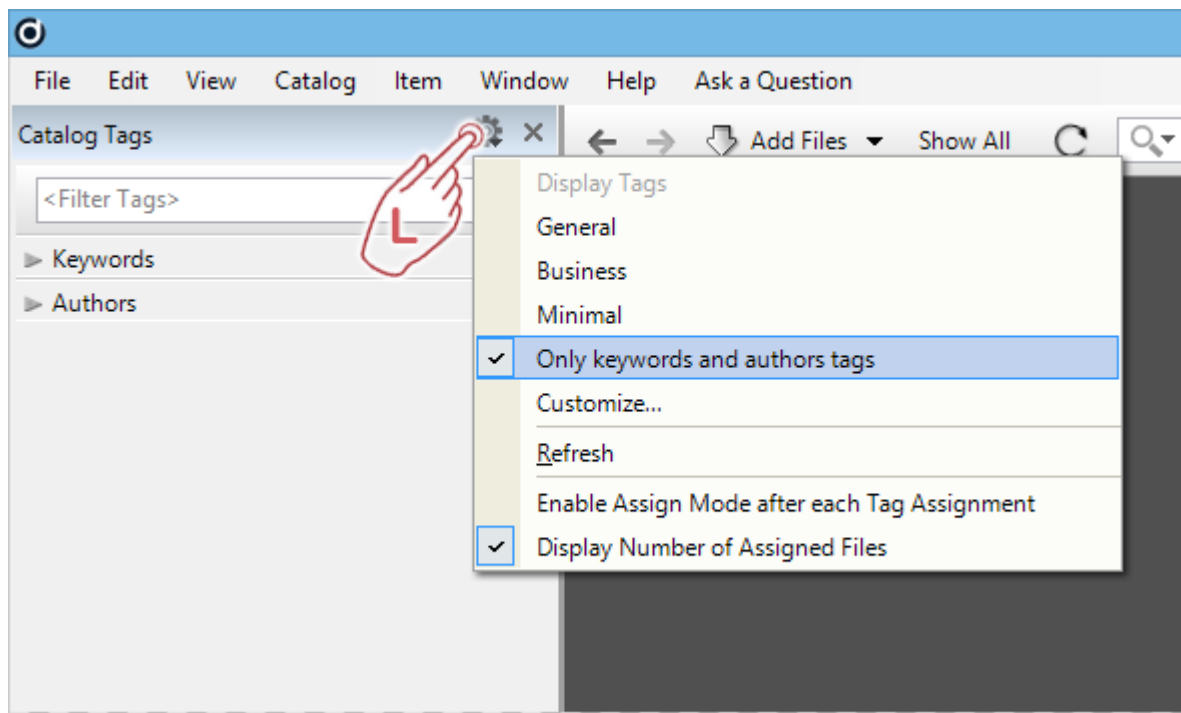 File Edit View Catalog Item Window Help Ask a Question
Catalog Tags
Add Files Show All
<Filter Tags>
Keywords
Authors
L
Display Tags
General
Business
Minimal
Only keywords and authors tags
Customize...
Refresh
Enable Assign Mode after each Tag Assignment
Display Number of Assigned Files